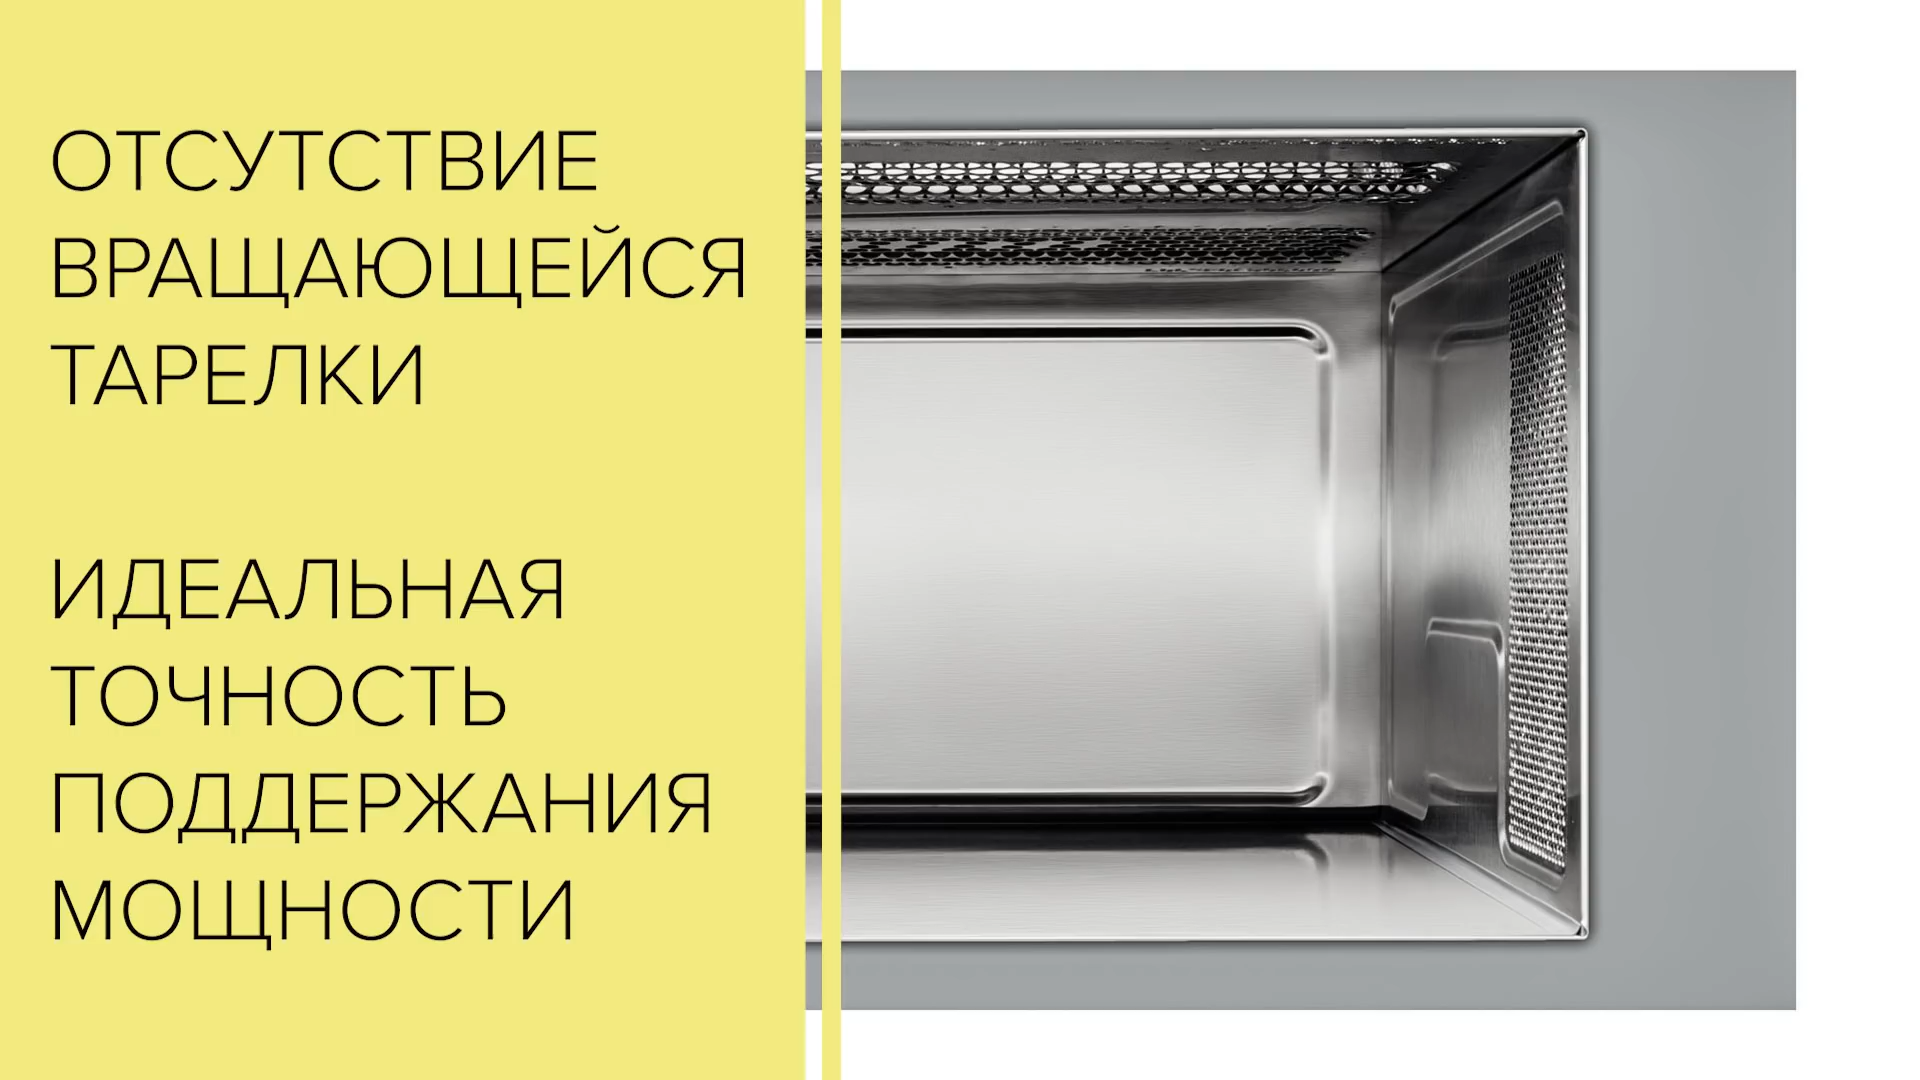 ОТСУТСТВИЕ
ВРАЩАЮЩЕЙСЯ
ТАРЕЛКИ
ИДЕАЛЬНАЯ
ТОЧНОСТЬ
ПОДДЕРЖАНИЯ
МОЩНОСТИ